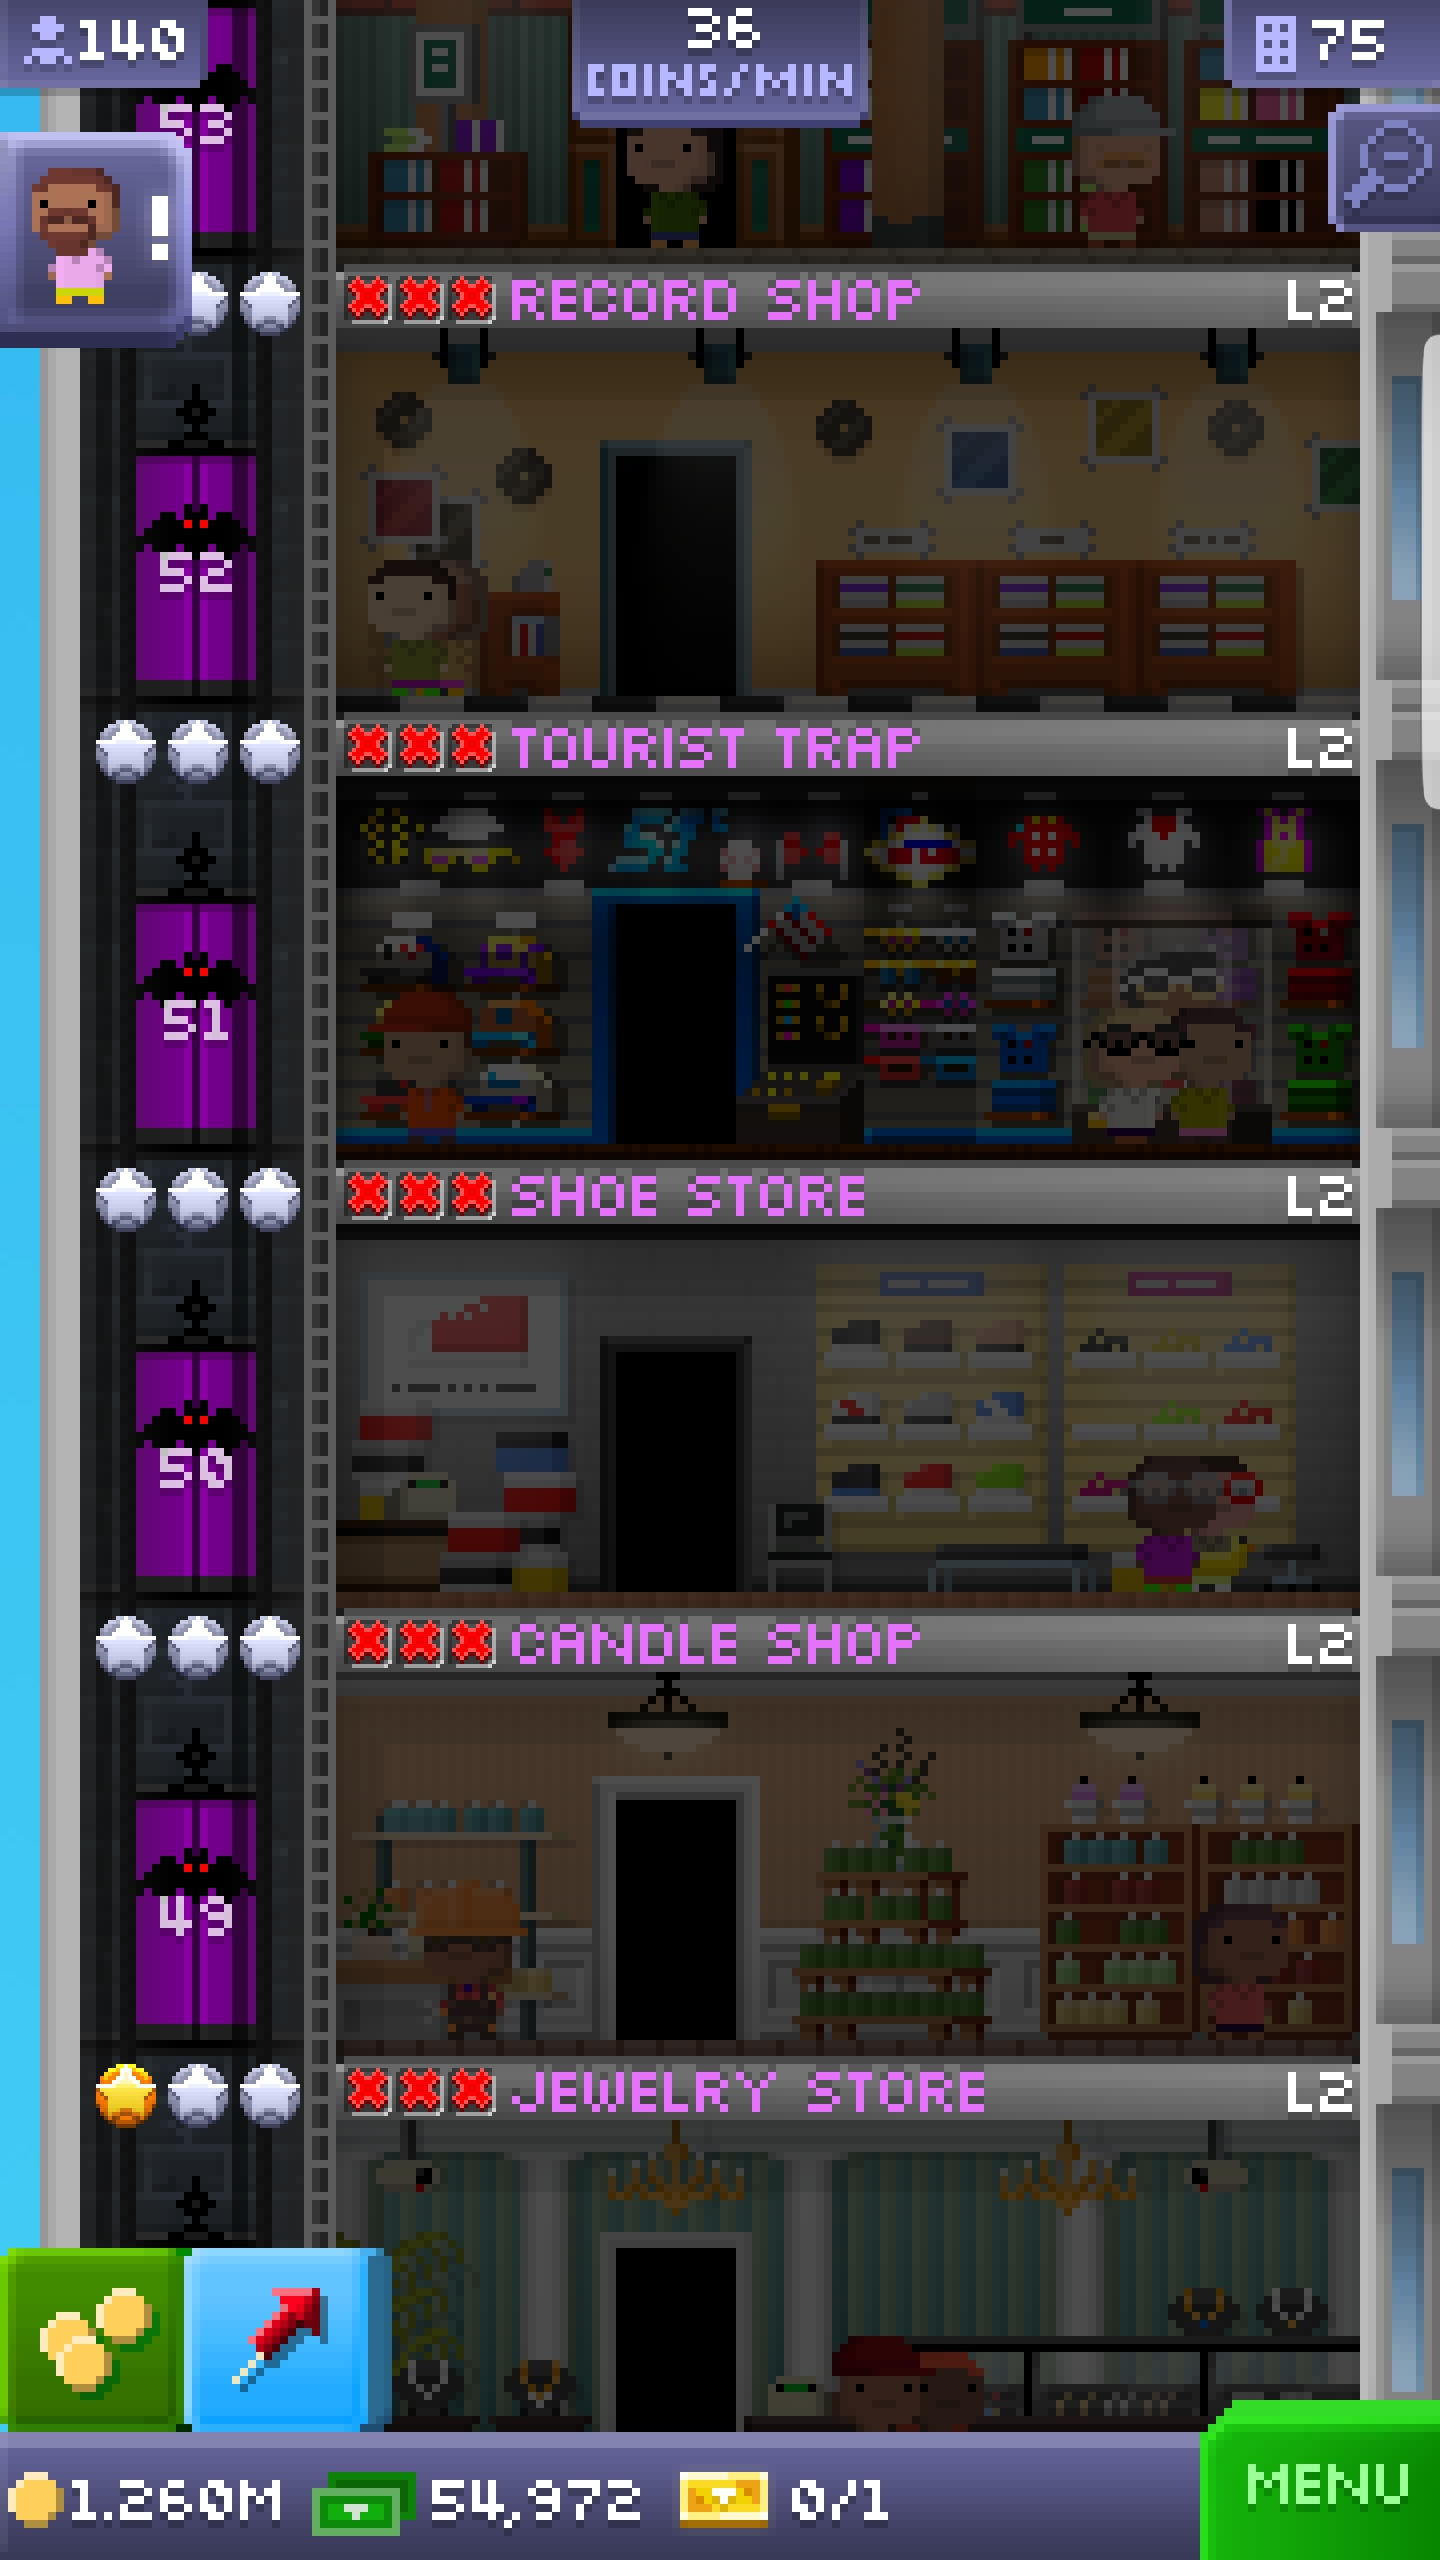 140
36
COINS/MIN
75
53
!
RECORD SHOP L2
52
TOURIST TRAP L2
51
SHOE STORE L2
50
CANDLE SHOP L2
49
JEWELRY STORE L2
1.260M 54,972 0/1 MENU